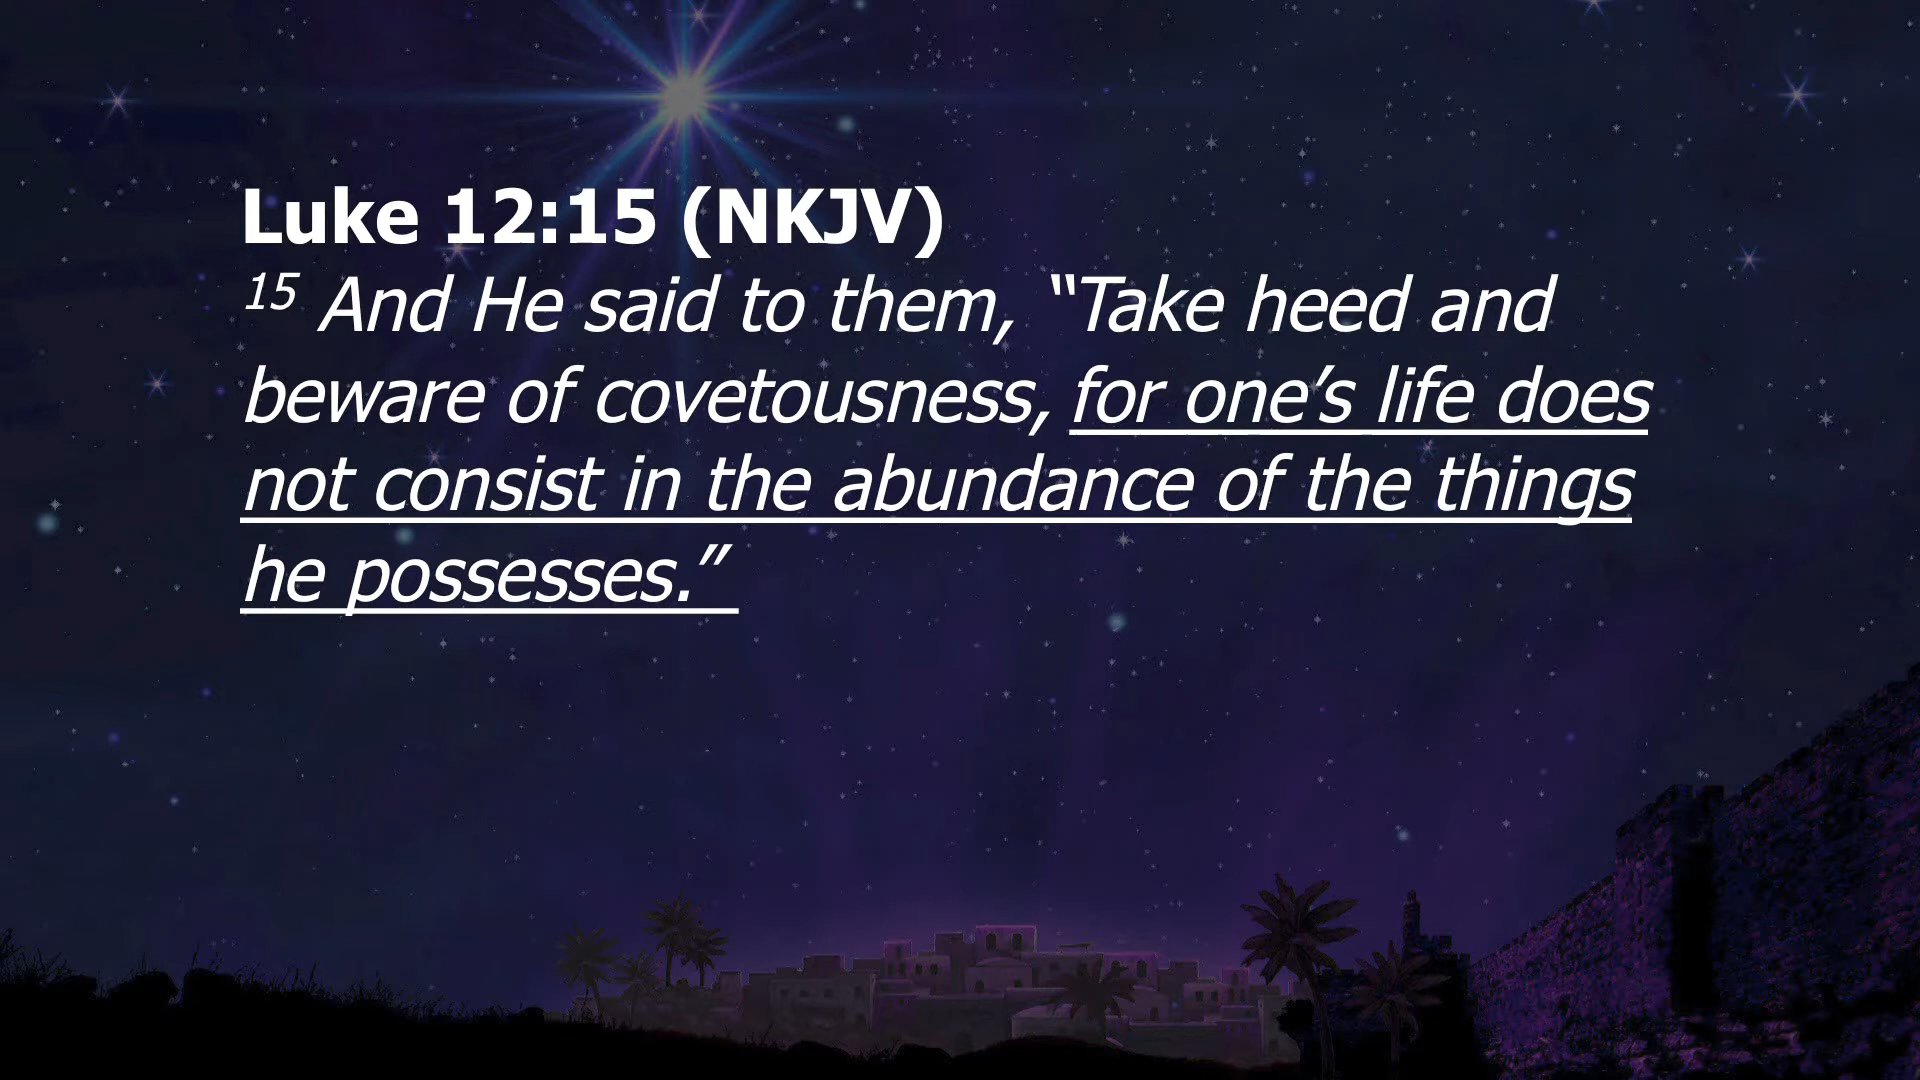 Luke 12:15 (NKJV)
15 And He said to them, “Take heed and
beware of covetousness, for one’s life does
not consist in the abundance of the things
he possesses.”